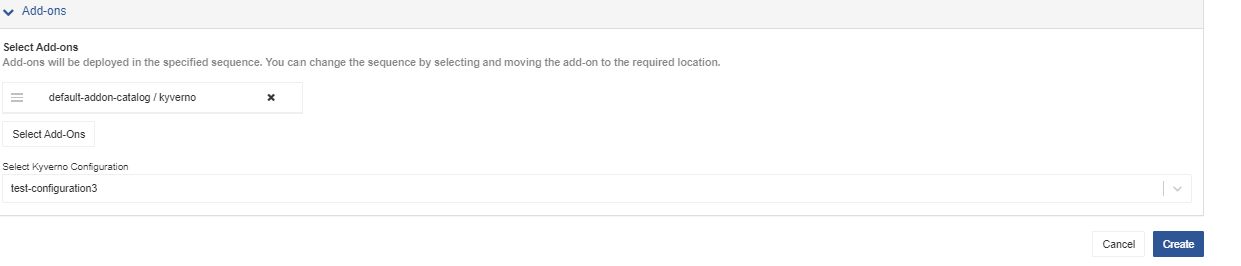 Add-ons
Select Add-ons
Add-ons will be deployed in the specified sequence. You can change the sequence by selecting and moving the add-on to the required location.
default-addon-catalog / kyverno
Select Add-Ons
Select Kyverno Configuration
test-configuration3
Cancel
Create